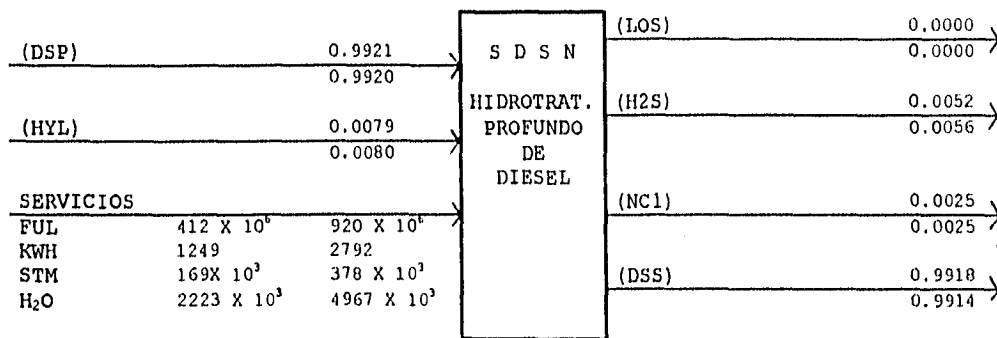 (DSP) 0.9921
0.9920
(HYL) 0.0079
0.0080
SERVICIOS
FUL 412 X 10⁶ 920 X 10⁶
KWH 1249 2792
STM 169X 10³ 378 X 10³
H₂O 2223 X 10³ 4967 X 10³
S D S N
HIDROTRAT.
PROFUNDO
DE
DIESEL
(LOS) 0.0000
0.0000
(H2S) 0.0052
0.0056
(NC1) 0.0025
0.0025
(DSS) 0.9918
0.9914